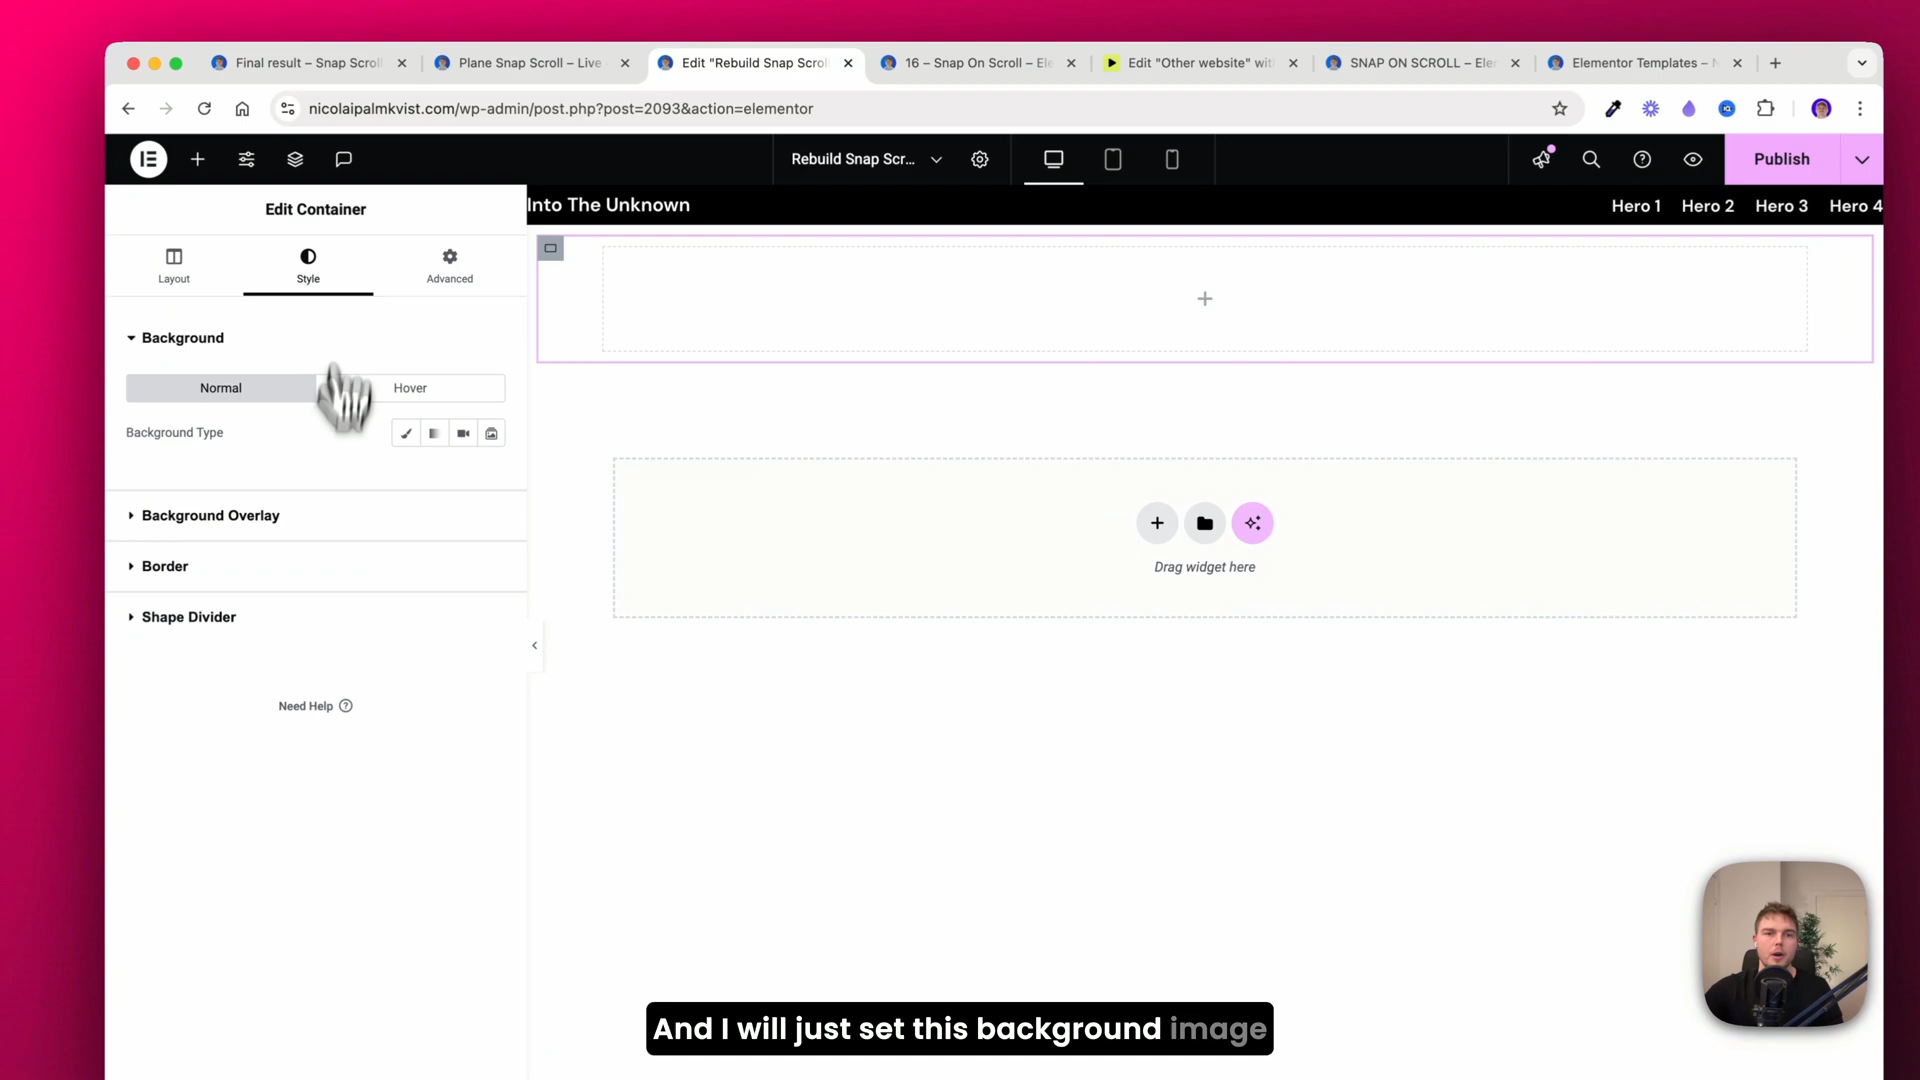 Final result – Snap Scroll
Plane Snap Scroll – Live
Edit "Rebuild Snap Scroll
16 – Snap On Scroll – Ele
Edit "Other website" wit
SNAP ON SCROLL – Ele
Elementor Templates –
nicolaipalmkvist.com/wp-admin/post.php?post=2093&action=elementor
Rebuild Snap Scr...
Publish
Edit Container
Into The Unknown
Hero 1
Hero 2
Hero 3
Hero 4
Layout
Style
Advanced
Background
Normal
Hover
Background Type
Background Overlay
Border
Shape Divider
Need Help
Drag widget here
And I will just set this background image